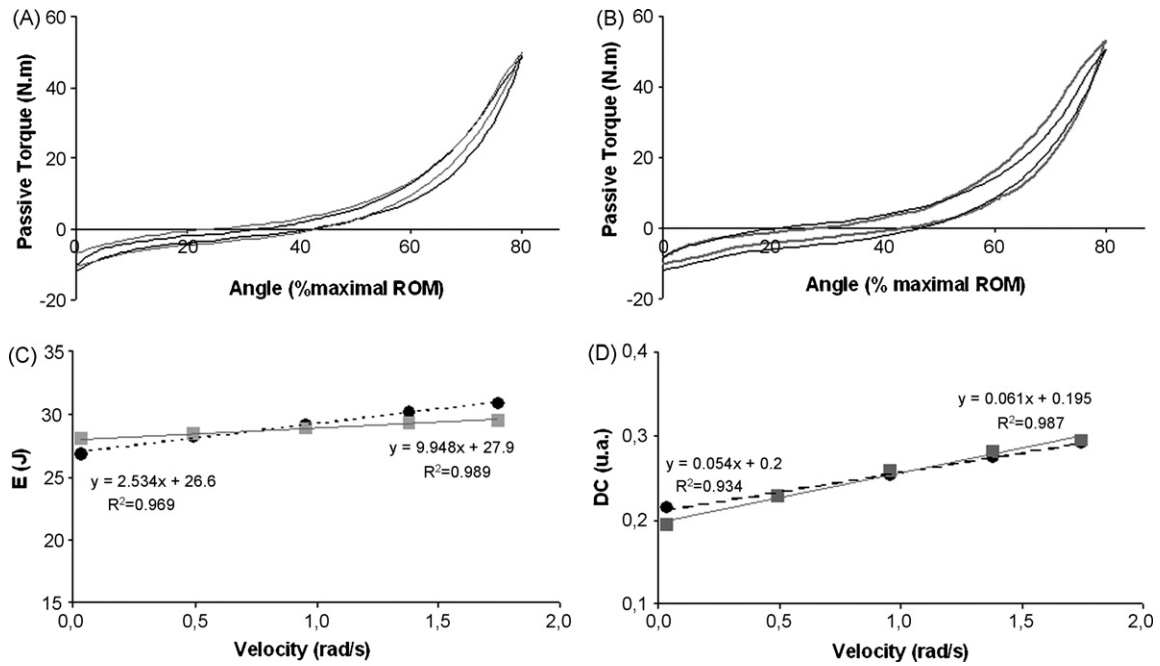 (A)
60
40
20
0
-20
Passive Torque (N.m)
0
20
40
60
80
Angle (%maximal ROM)
(B)
60
40
20
0
-20
Passive Torque (N.m)
0
20
40
60
80
Angle (% maximal ROM)
(C)
35
30
25
20
15
E (J)
y = 2.534x + 26.6
R²=0.969
y = 9.948x + 27.9
R²=0.989
0,0
0,5
1,0
1,5
2,0
Velocity (rad/s)
(D)
0,4
0,3
0,2
0,1
DC (u.a.)
y = 0.054x + 0.2
R²=0.934
y = 0.061x + 0.195
R²=0.987
0,0
0,5
1,0
1,5
2,0
Velocity (rad/s)